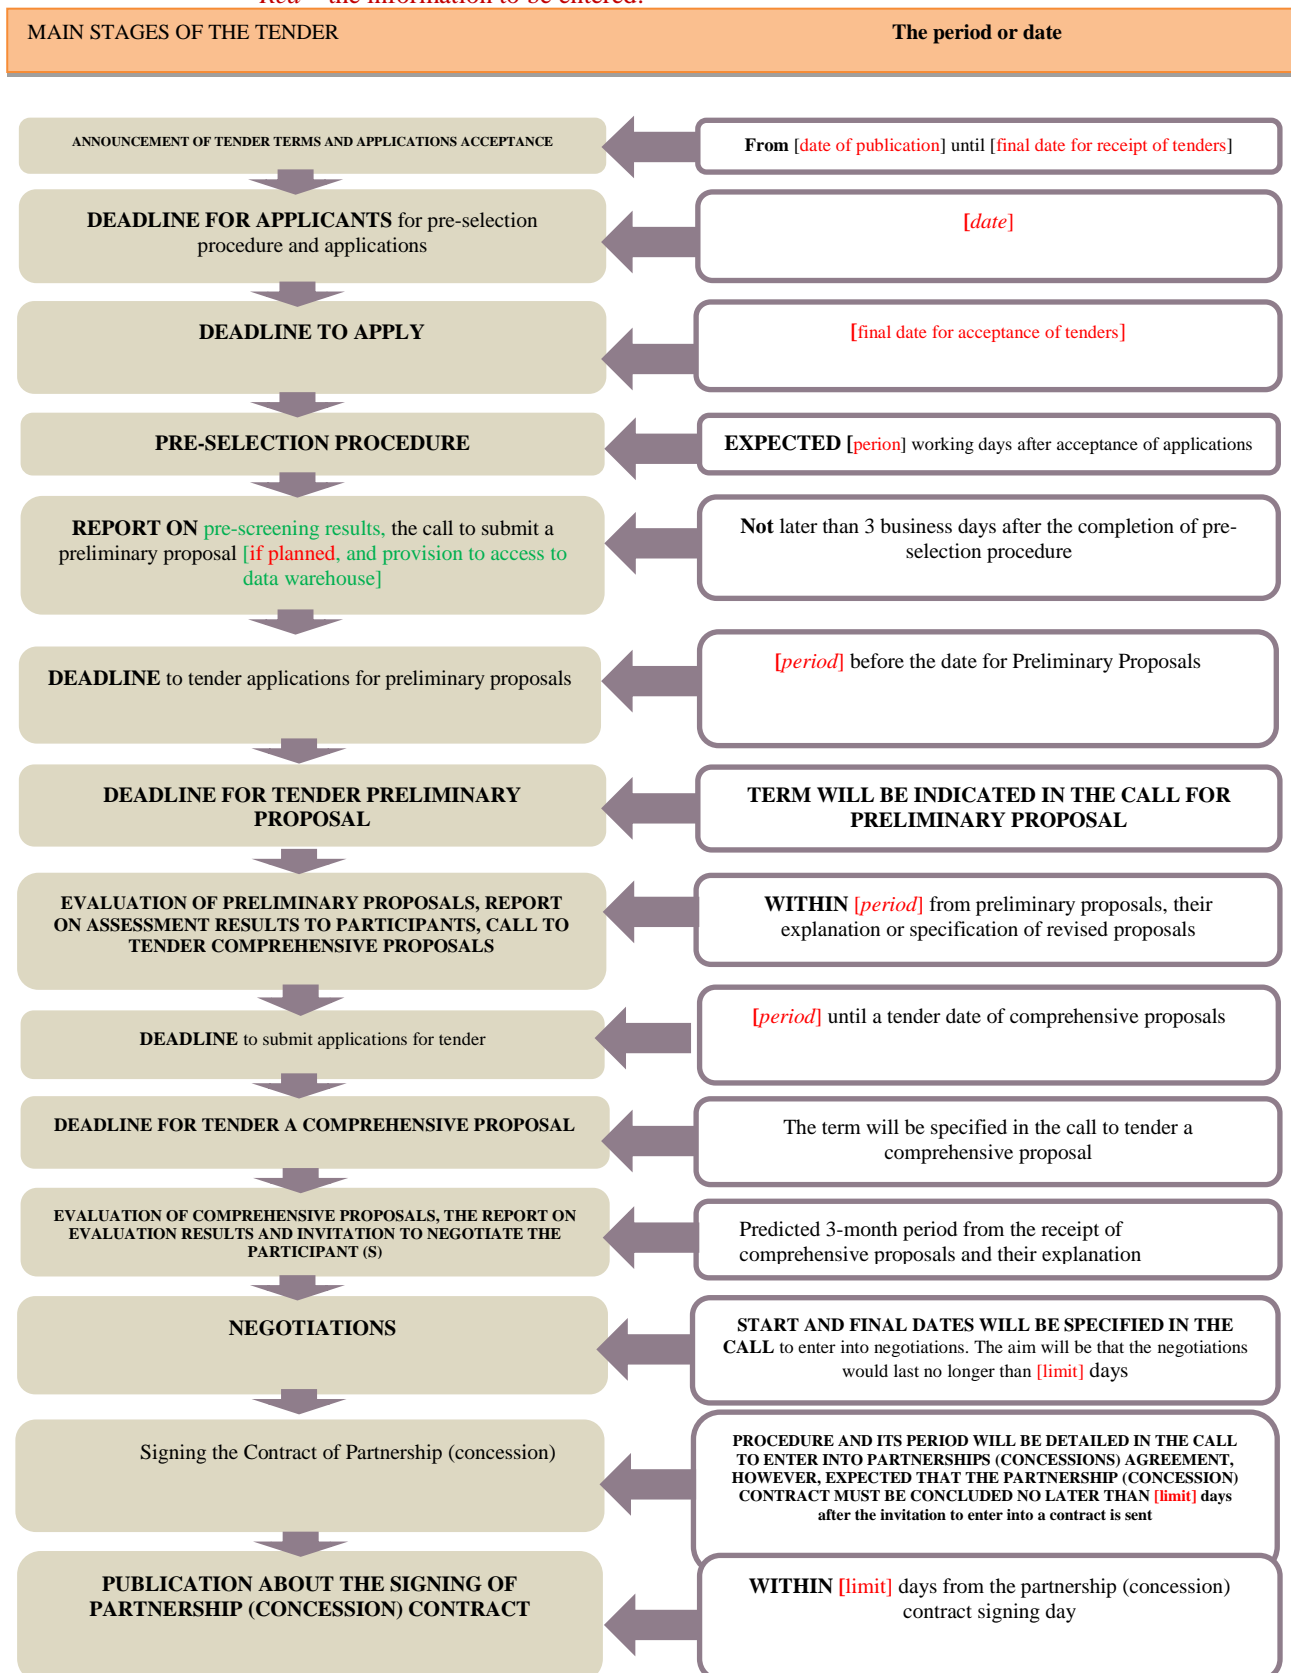 Red – the information to be entered.
MAIN STAGES OF THE TENDER The period or date
ANNOUNCEMENT OF TENDER TERMS AND APPLICATIONS ACCEPTANCE
From [date of publication] until [final date for receipt of tenders]
DEADLINE FOR APPLICANTS for pre-selection
procedure and applications
[date]
DEADLINE TO APPLY
[final date for acceptance of tenders]
PRE-SELECTION PROCEDURE
EXPECTED [perion] working days after acceptance of applications
REPORT ON pre-screening results, the call to submit a
preliminary proposal [if planned, and provision to access to
data warehouse]
Not later than 3 business days after the completion of pre-
selection procedure
DEADLINE to tender applications for preliminary proposals
[period] before the date for Preliminary Proposals
DEADLINE FOR TENDER PRELIMINARY
PROPOSAL
TERM WILL BE INDICATED IN THE CALL FOR
PRELIMINARY PROPOSAL
EVALUATION OF PRELIMINARY PROPOSALS, REPORT
ON ASSESSMENT RESULTS TO PARTICIPANTS, CALL TO
TENDER COMPREHENSIVE PROPOSALS
WITHIN [period] from preliminary proposals, their
explanation or specification of revised proposals
DEADLINE to submit applications for tender
[period] until a tender date of comprehensive proposals
DEADLINE FOR TENDER A COMPREHENSIVE PROPOSAL
The term will be specified in the call to tender a
comprehensive proposal
EVALUATION OF COMPREHENSIVE PROPOSALS, THE REPORT ON
EVALUATION RESULTS AND INVITATION TO NEGOTIATE THE
PARTICIPANT (S)
Predicted 3-month period from the receipt of
comprehensive proposals and their explanation
NEGOTIATIONS
START AND FINAL DATES WILL BE SPECIFIED IN THE
CALL to enter into negotiations. The aim will be that the negotiations
would last no longer than [limit] days
Signing the Contract of Partnership (concession)
PROCEDURE AND ITS PERIOD WILL BE DETAILED IN THE CALL
TO ENTER INTO PARTNERSHIPS (CONCESSIONS) AGREEMENT,
HOWEVER, EXPECTED THAT THE PARTNERSHIP (CONCESSION)
CONTRACT MUST BE CONCLUDED NO LATER THAN [limit] days
after the invitation to enter into a contract is sent
PUBLICATION ABOUT THE SIGNING OF
PARTNERSHIP (CONCESSION) CONTRACT
WITHIN [limit] days from the partnership (concession)
contract signing day